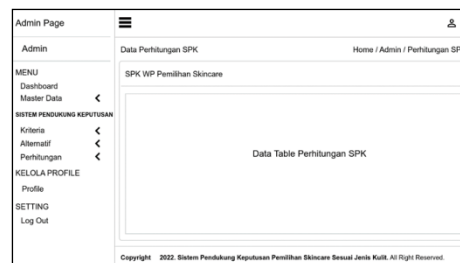 Admin Page
Admin
MENU
Dashboard
Master Data
SISTEM PENDUKUNG KEPUTUSAN
Kriteria
Alternatif
Perhitungan
KELOLA PROFILE
Profile
SETTING
Log Out
Data Perhitungan SPK
Home / Admin / Perhitungan SP
SPK WP Pemilihan Skincare
Data Table Perhitungan SPK
Copyright 2022. Sistem Pendukung Keputusan Pemilihan Skincare Sesuai Jenis Kulit. All Right Reserved.